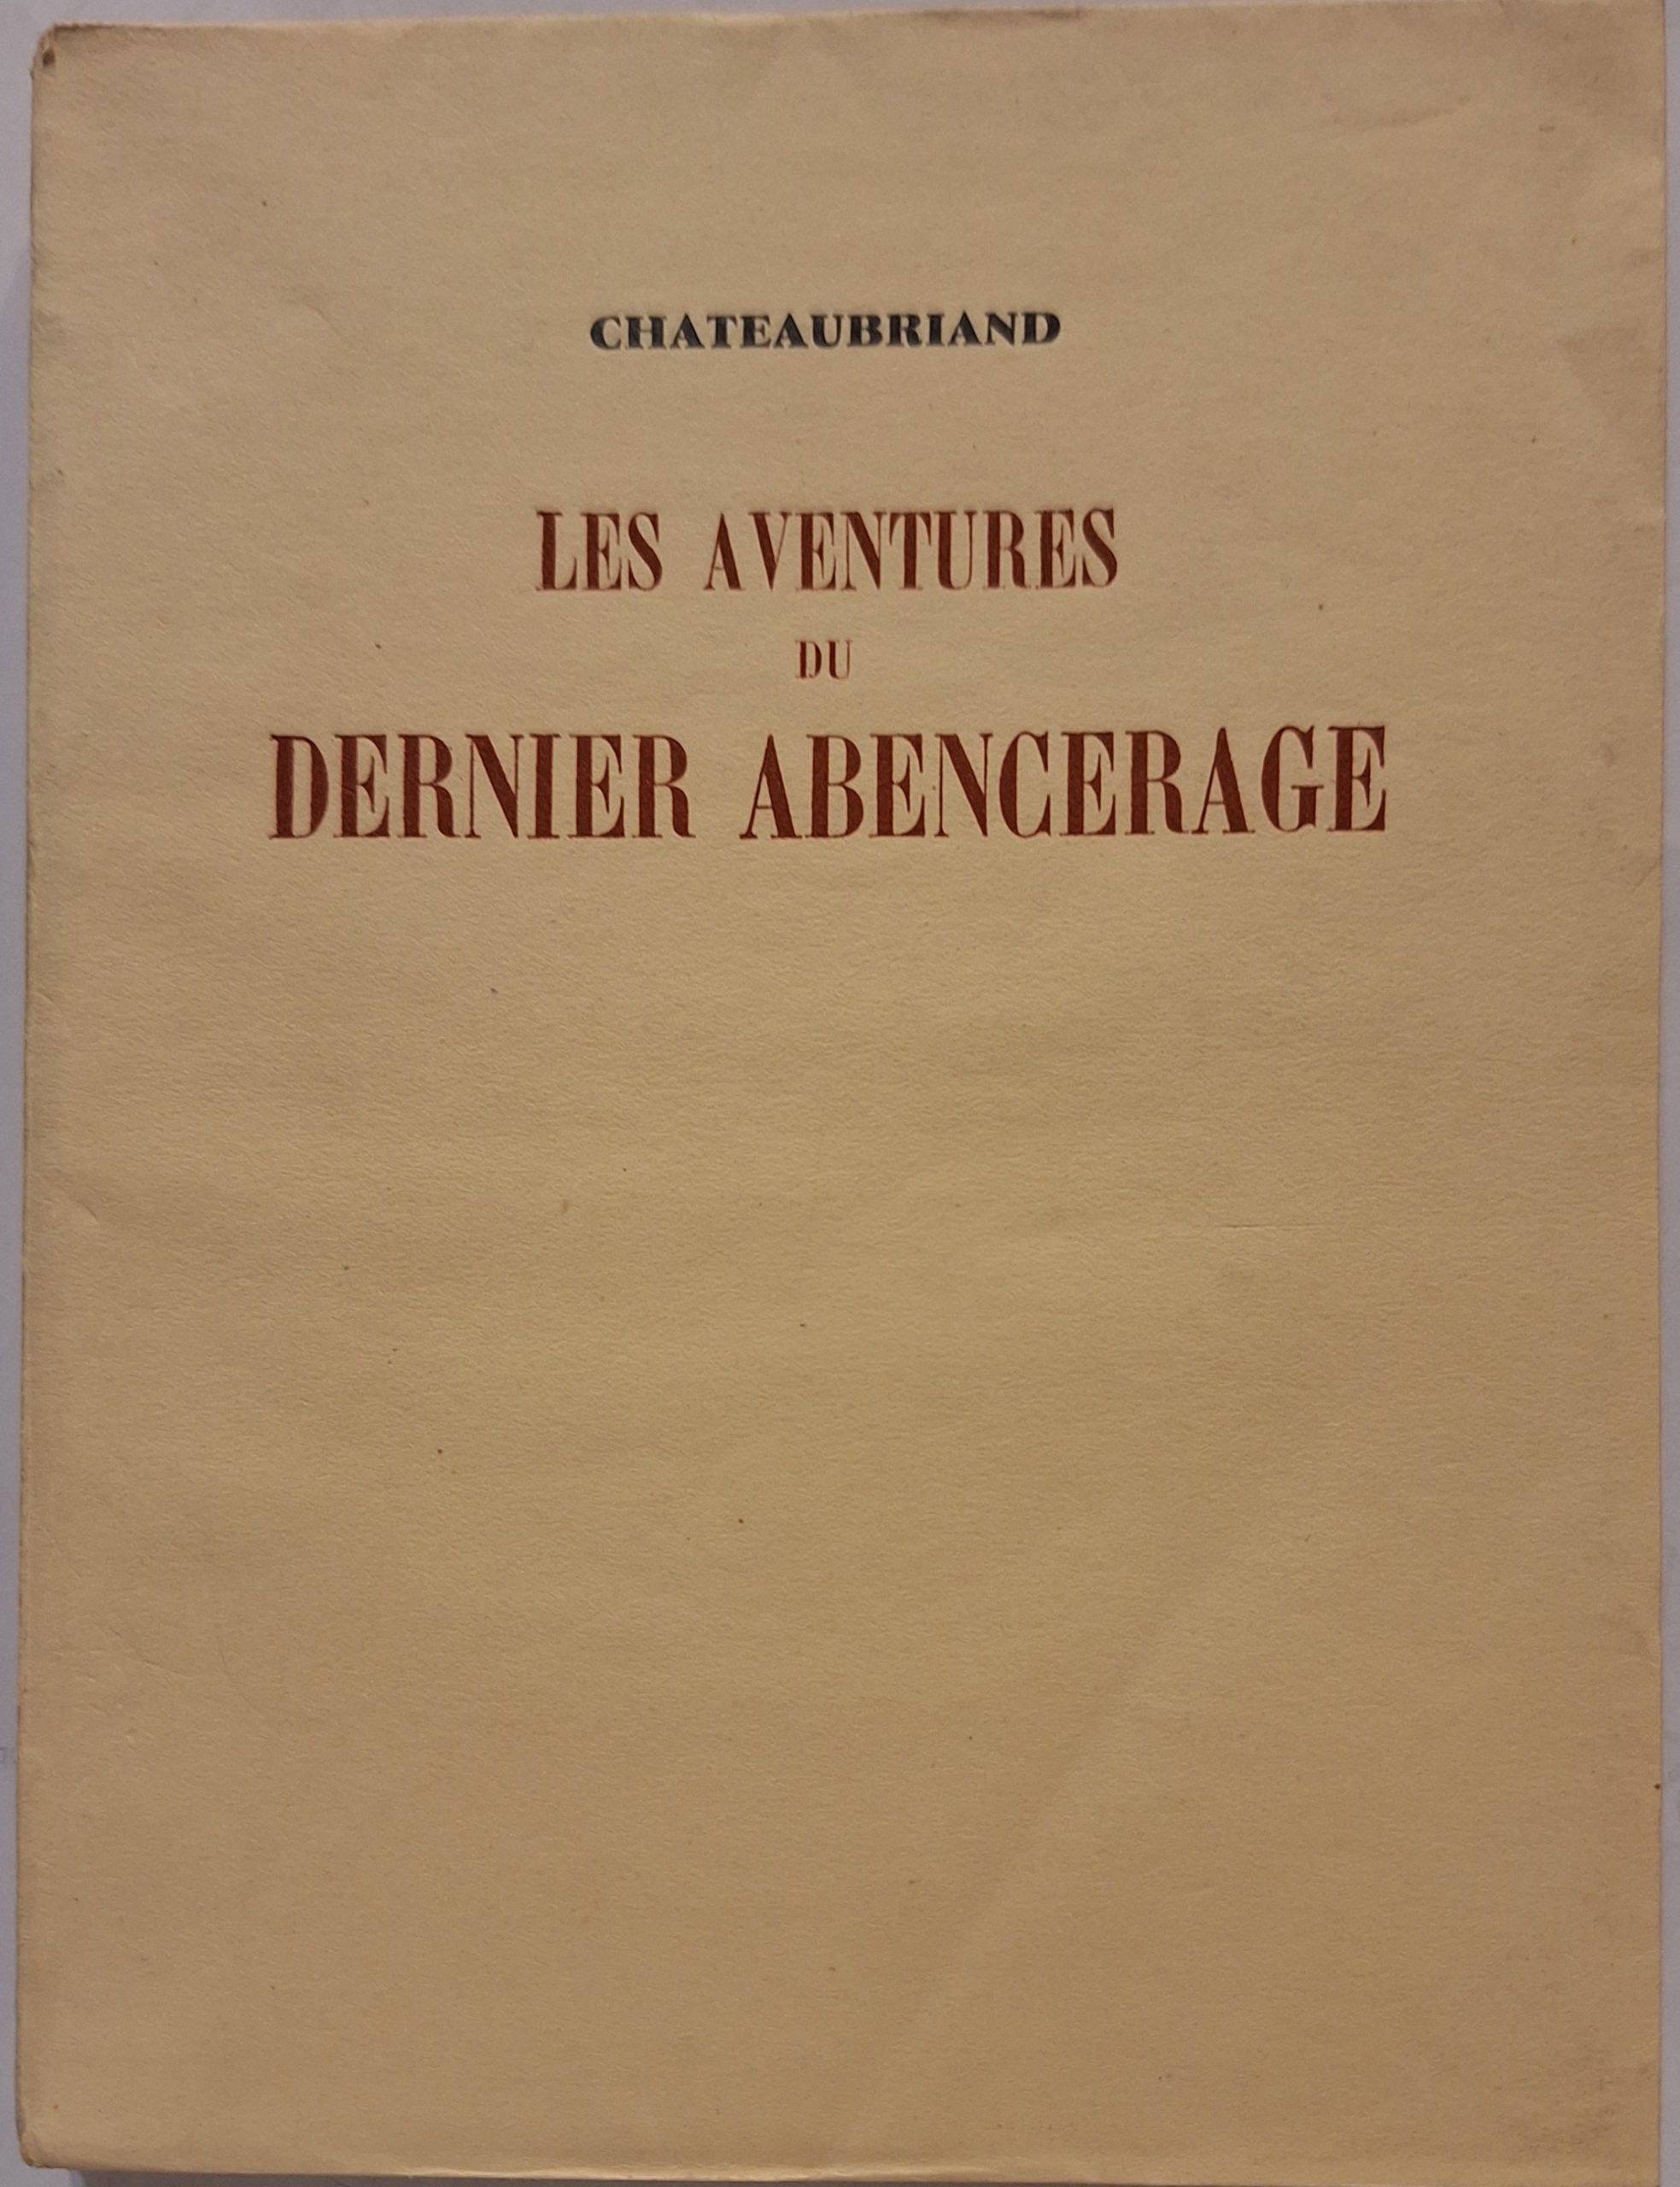 CHATEAUBRIAND
LES AVENTURES
DU
DERNIER ABENCERAGE